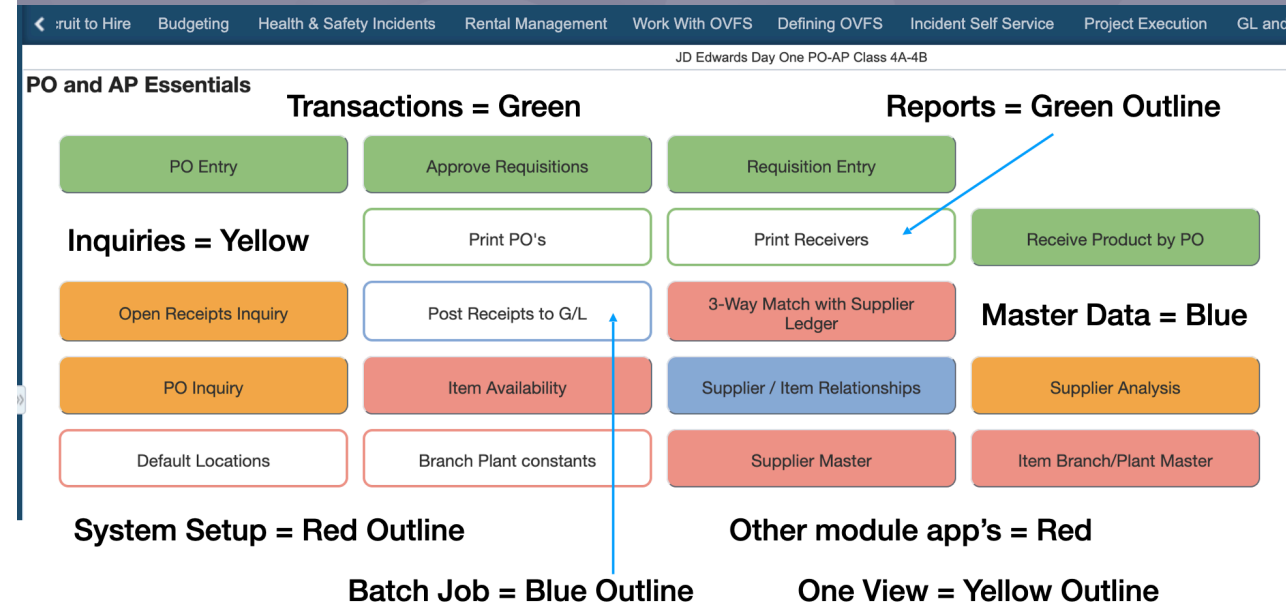 ruit to Hire Budgeting Health & Safety Incidents Rental Management Work With OVFS Defining OVFS Incident Self Service Project Execution GL and
JD Edwards Day One PO-AP Class 4A-4B
PO and AP Essentials
Transactions = Green
Reports = Green Outline
PO Entry
Approve Requisitions
Requisition Entry
Inquiries = Yellow
Print PO's
Print Receivers
Receive Product by PO
Open Receipts Inquiry
Post Receipts to G/L
3-Way Match with Supplier
Ledger
Master Data = Blue
PO Inquiry
Item Availability
Supplier / Item Relationships
Supplier Analysis
Default Locations
Branch Plant constants
Supplier Master
Item Branch/Plant Master
System Setup = Red Outline
Other module app's = Red
Batch Job = Blue Outline
One View = Yellow Outline